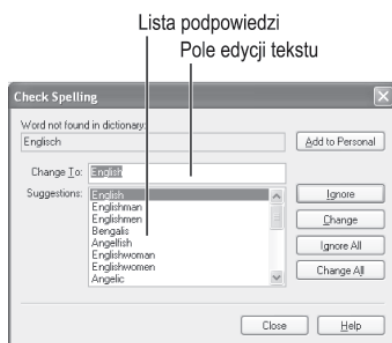 Lista podpowiedzi
Pole edycji tekstu
Check Spelling
Word not found in dictionary:
Englisch
Add to Personal
Change To: English
Suggestions: English
Englishman
Englishmen
Bengalis
Angelfish
Englishwoman
Englishwomen
Angelic
Ignore
Change
Ignore All
Change All
Close
Help